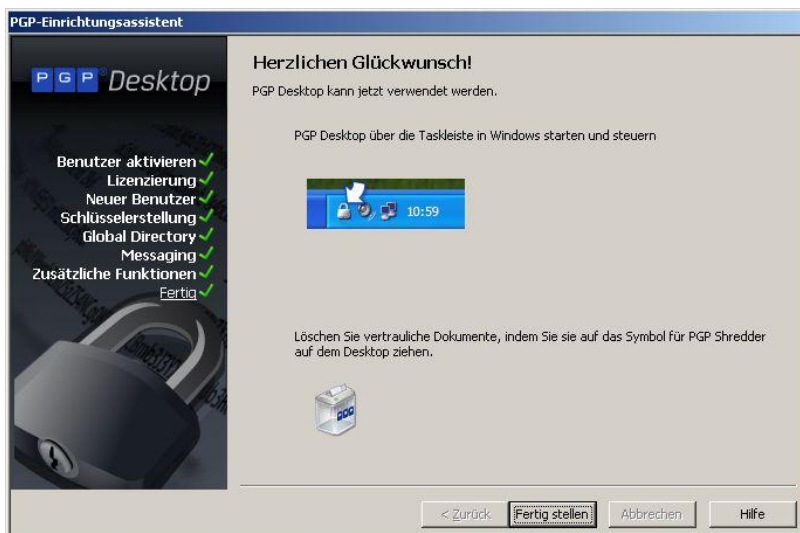 PGP-Einrichtungsassistent
PGP Desktop
Benutzer aktivieren
Lizenzierung
Neuer Benutzer
Schlüsselerstellung
Global Directory
Messaging
Zusätzliche Funktionen
Fertig
Herzlichen Glückwunsch!
PGP Desktop kann jetzt verwendet werden.
PGP Desktop über die Taskleiste in Windows starten und steuern
10:59
Löschen Sie vertrauliche Dokumente, indem Sie sie auf das Symbol für PGP Shredder
auf dem Desktop ziehen.
PGP
< Zurück
Fertig stellen
Abbrechen
Hilfe